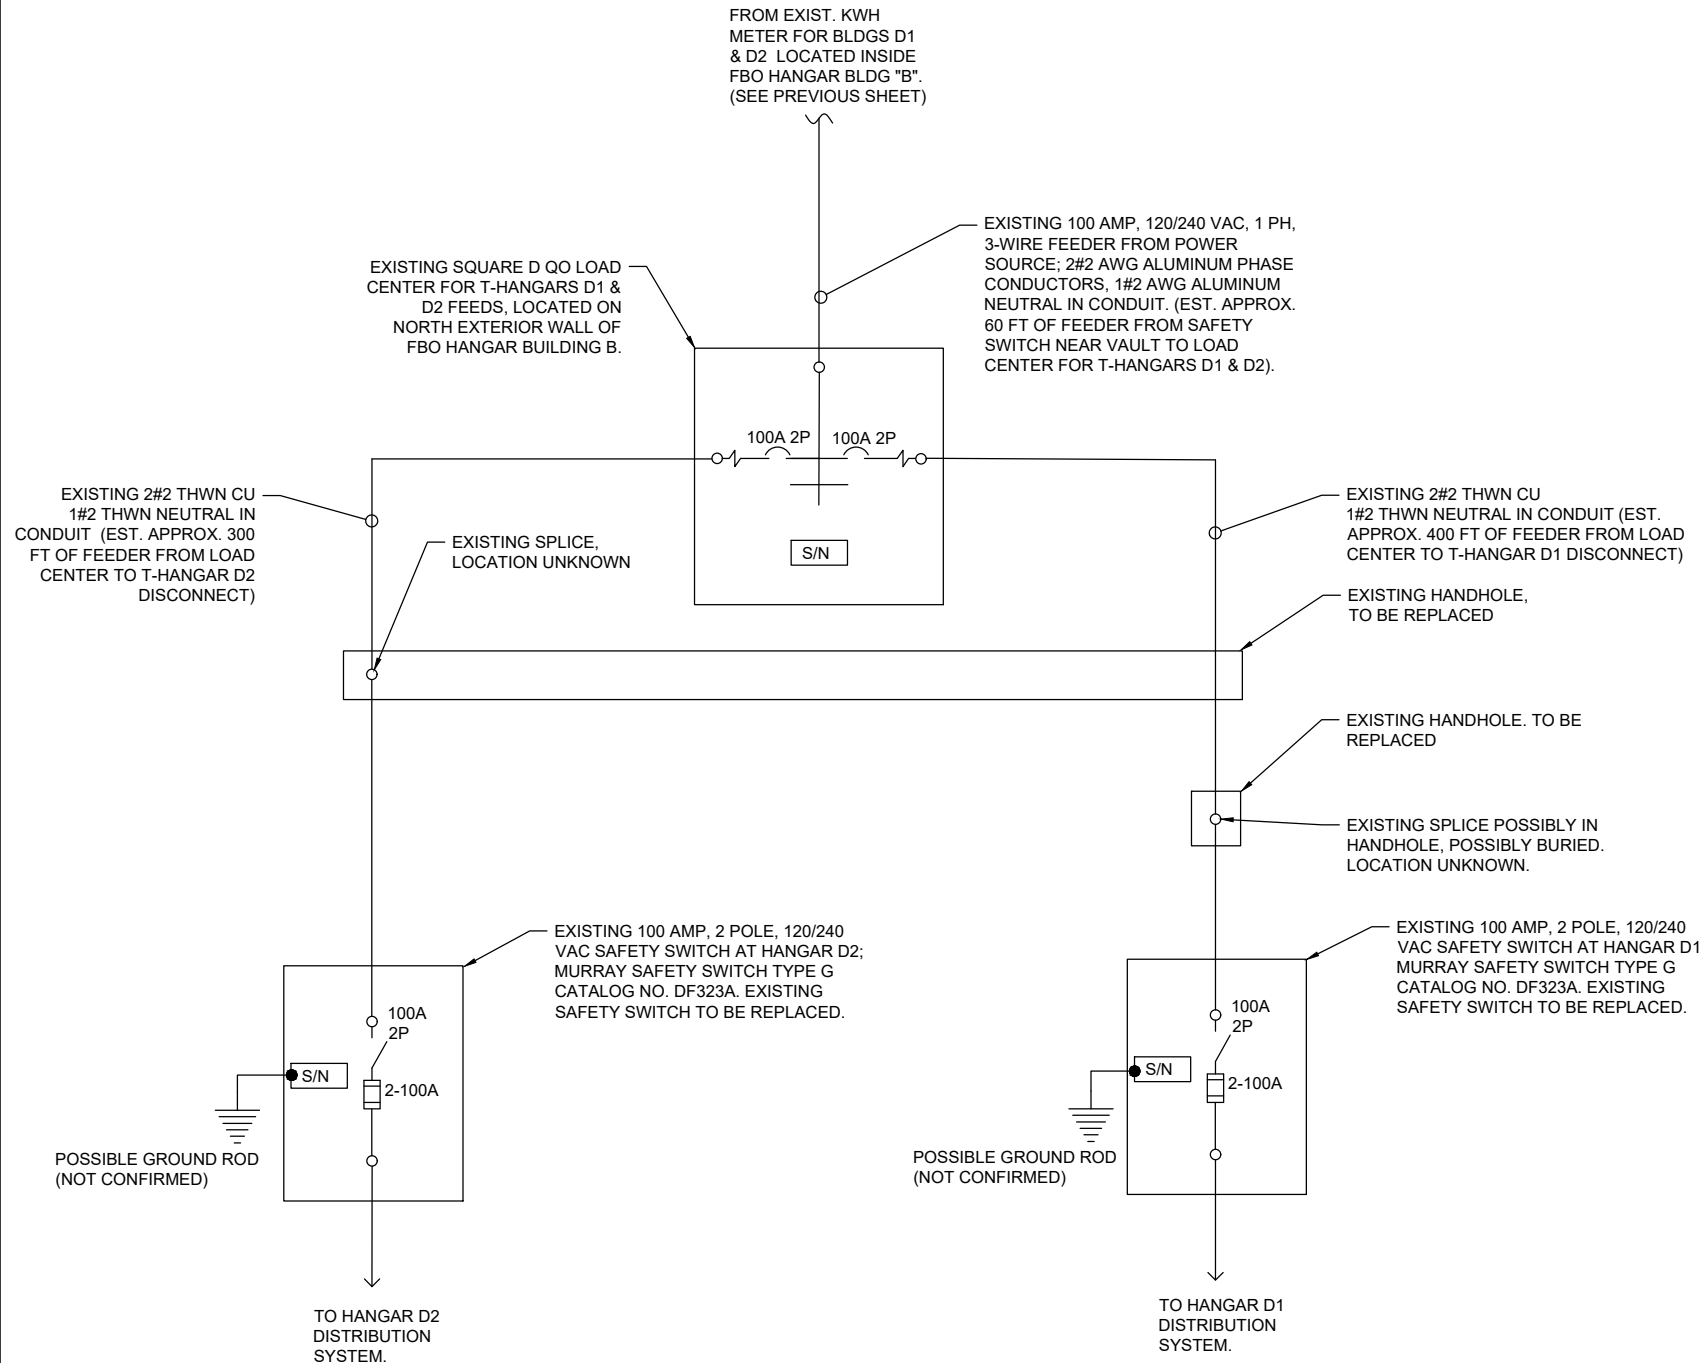 FROM EXIST. KWH
METER FOR BLDGS D1
& D2 LOCATED INSIDE
FBO HANGAR BLDG "B".
(SEE PREVIOUS SHEET)
EXISTING 100 AMP, 120/240 VAC, 1 PH,
3-WIRE FEEDER FROM POWER
SOURCE; 2#2 AWG ALUMINUM PHASE
CONDUCTORS, 1#2 AWG ALUMINUM
NEUTRAL IN CONDUIT. (EST. APPROX.
60 FT OF FEEDER FROM SAFETY
SWITCH NEAR VAULT TO LOAD
CENTER FOR T-HANGARS D1 & D2).
EXISTING SQUARE D QO LOAD
CENTER FOR T-HANGARS D1 &
D2 FEEDS, LOCATED ON
NORTH EXTERIOR WALL OF
FBO HANGAR BUILDING B.
100A 2P
100A 2P
S/N
EXISTING 2#2 THWN CU
1#2 THWN NEUTRAL IN
CONDUIT (EST. APPROX. 300
FT OF FEEDER FROM LOAD
CENTER TO T-HANGAR D2
DISCONNECT)
EXISTING SPLICE,
LOCATION UNKNOWN
EXISTING 2#2 THWN CU
1#2 THWN NEUTRAL IN CONDUIT (EST.
APPROX. 400 FT OF FEEDER FROM LOAD
CENTER TO T-HANGAR D1 DISCONNECT)
EXISTING HANDHOLE,
TO BE REPLACED
EXISTING HANDHOLE. TO BE
REPLACED
EXISTING SPLICE POSSIBLY IN
HANDHOLE, POSSIBLY BURIED.
LOCATION UNKNOWN.
EXISTING 100 AMP, 2 POLE, 120/240
VAC SAFETY SWITCH AT HANGAR D2;
MURRAY SAFETY SWITCH TYPE G
CATALOG NO. DF323A. EXISTING
SAFETY SWITCH TO BE REPLACED.
EXISTING 100 AMP, 2 POLE, 120/240
VAC SAFETY SWITCH AT HANGAR D1
MURRAY SAFETY SWITCH TYPE G
CATALOG NO. DF323A. EXISTING
SAFETY SWITCH TO BE REPLACED.
100A
2P
S/N
2-100A
POSSIBLE GROUND ROD
(NOT CONFIRMED)
100A
2P
S/N
2-100A
POSSIBLE GROUND ROD
(NOT CONFIRMED)
TO HANGAR D2
DISTRIBUTION
SYSTEM.
TO HANGAR D1
DISTRIBUTION
SYSTEM.